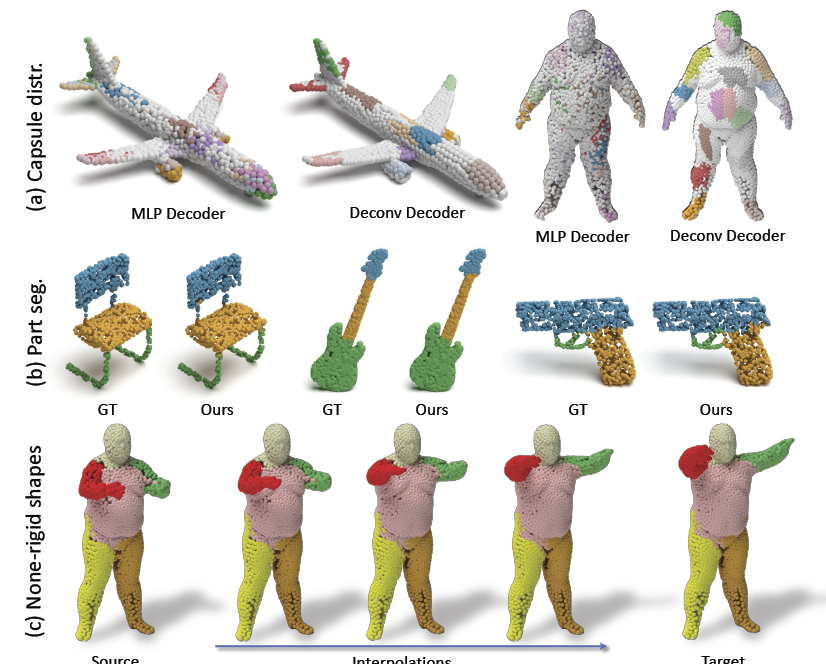 (a) Capsule distr.
MLP Decoder
Deconv Decoder
MLP Decoder
Deconv Decoder
(b) Part seg.
GT
Ours
GT
Ours
GT
Ours
(c) None-rigid shapes
Source
Interpolations
Target